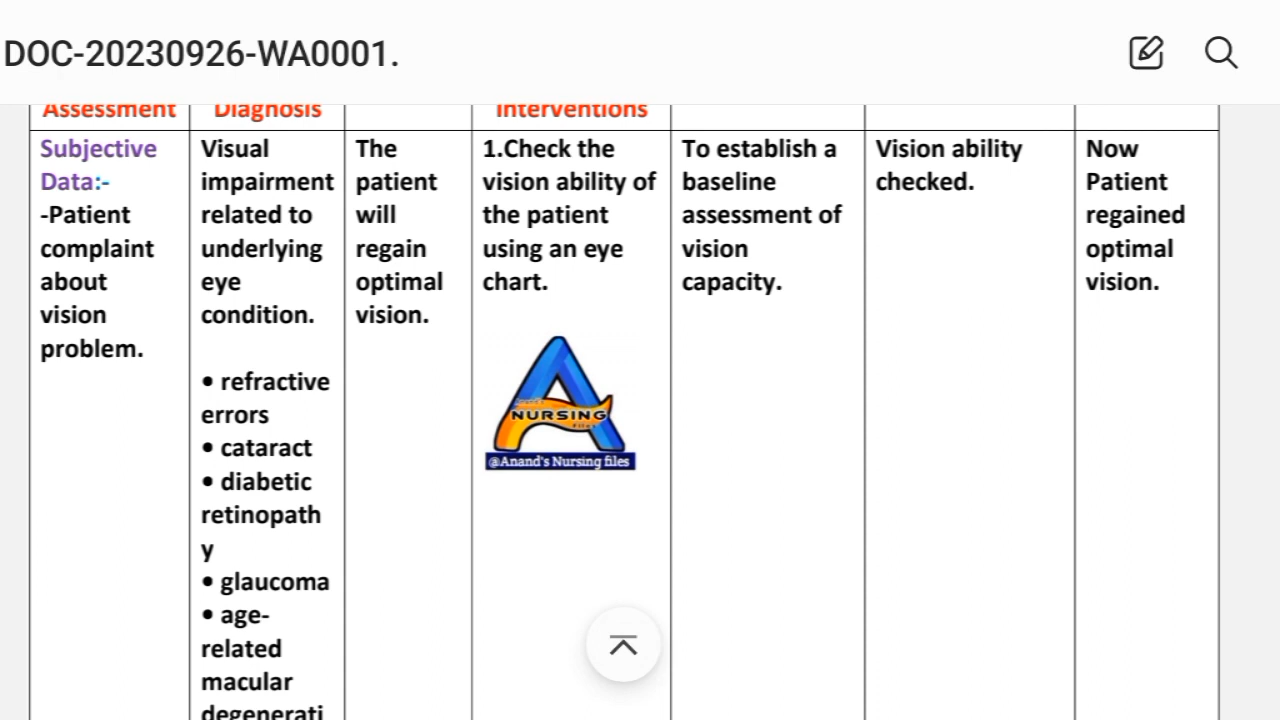 DOC-20230926-WA0001.
Assessment
Diagnosis
Interventions
Subjective
Data:-
-Patient
complaint
about
vision
problem.
Visual
impairment
related to
underlying
eye
condition.
• refractive
errors
• cataract
• diabetic
retinopath
y
• glaucoma
• age-
related
macular
degenerati
The
patient
will
regain
optimal
vision.
1.Check the
vision ability of
the patient
using an eye
chart.
NURSING
Files
@Anand's Nursing files
To establish a
baseline
assessment of
vision
capacity.
Vision ability
checked.
Now
Patient
regained
optimal
vision.